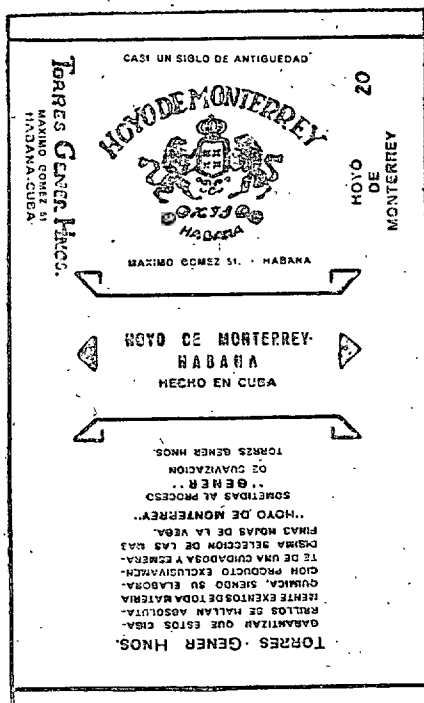 CASI UN SIGLO DE ANTIGUEDAD
HOYO DE MONTERREY
HABANA
MAXIMO GOMEZ 51. - HABANA
TORRES GENER HNOS.
MAXIMO GOMEZ 51
HABANA-CUBA
20
HOYO
DE
MONTERREY
HOYO DE MONTERREY-
HABANA
HECHO EN CUBA
TORRES · GENER HNOS.
GARANTIZAN QUE ESTOS CIGA-
RRILLOS SE HALLAN ABSOLUTA-
MENTE EXENTOS DE TODA MATERIA
QUIMICA, SIENDO SU ELABORA-
CION PRODUCTO EXCLUSIVAMEN-
TE DE UNA CUIDADOSA Y ESMERA-
DISIMA SELECCION DE LAS MAS
FINAS HOJAS DE LA VEGA.
"HOYO DE MONTERREY"
SOMETIDAS AL PROCESO
"GENER"
DE SUAVIZACION
TORRES GENER HNOS.